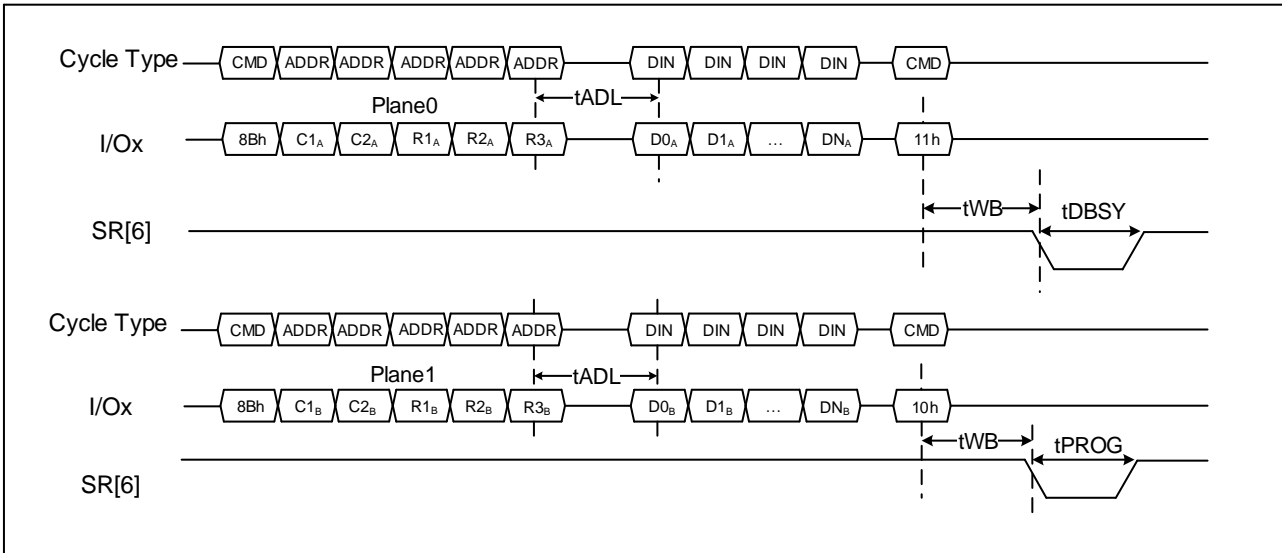 Cycle Type CMD ADDR ADDR ADDR ADDR ADDR DIN DIN DIN DIN CMD
tADL
Plane0
I/Ox 8Bh C1A C2A R1A R2A R3A D0A D1A ... DNA 11h
tWB tDBSY
SR[6]
Cycle Type CMD ADDR ADDR ADDR ADDR ADDR DIN DIN DIN DIN CMD
Plane1 tADL
I/Ox 8Bh C1B C2B R1B R2B R3B D0B D1B ... DNB 10h
tWB tPROG
SR[6]